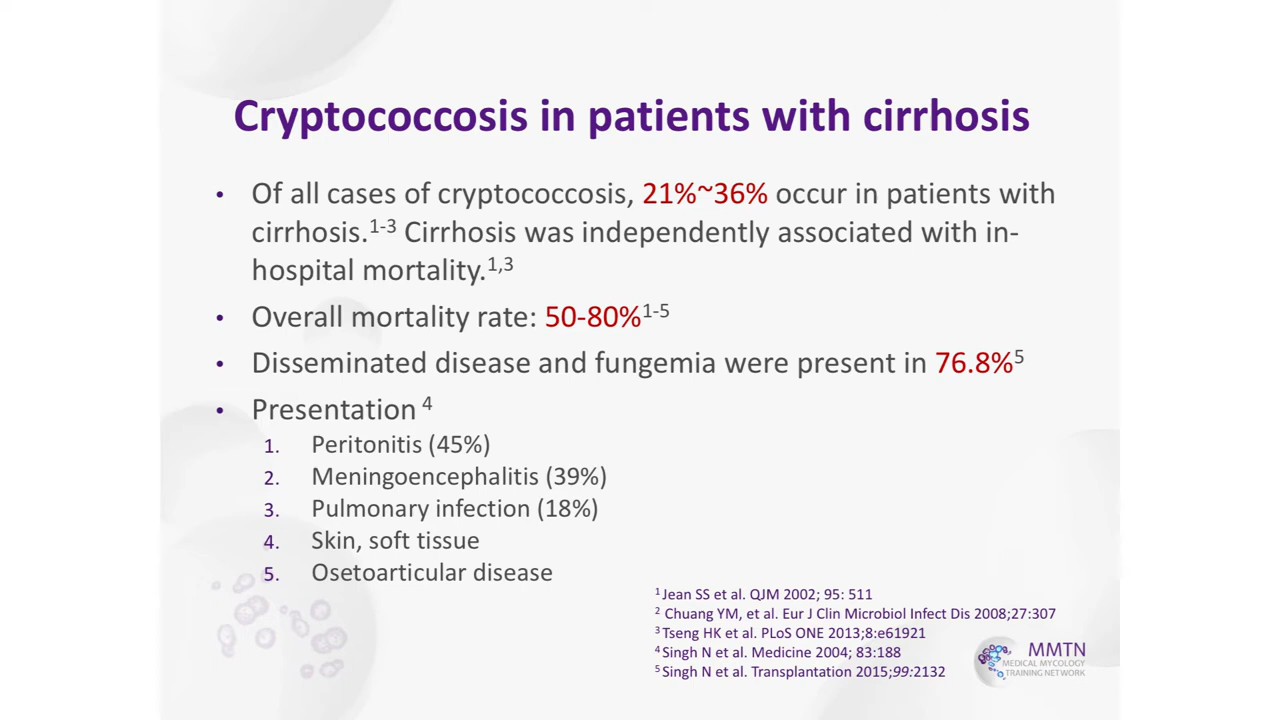 Cryptococcosis in patients with cirrhosis
• Of all cases of cryptococcosis, 21%~36% occur in patients with
cirrhosis.1-3 Cirrhosis was independently associated with in-
hospital mortality.1,3
• Overall mortality rate: 50-80%1-5
• Disseminated disease and fungemia were present in 76.8%5
• Presentation 4
1. Peritonitis (45%)
2. Meningoencephalitis (39%)
3. Pulmonary infection (18%)
4. Skin, soft tissue
5. Osetoarticular disease
1 Jean SS et al. QJM 2002; 95: 511
2 Chuang YM, et al. Eur J Clin Microbiol Infect Dis 2008;27:307
3 Tseng HK et al. PLoS ONE 2013;8:e61921
4 Singh N et al. Medicine 2004; 83:188
5 Singh N et al. Transplantation 2015;99:2132
MMTN
MEDICAL MYCOLOGY
TRAINING NETWORK